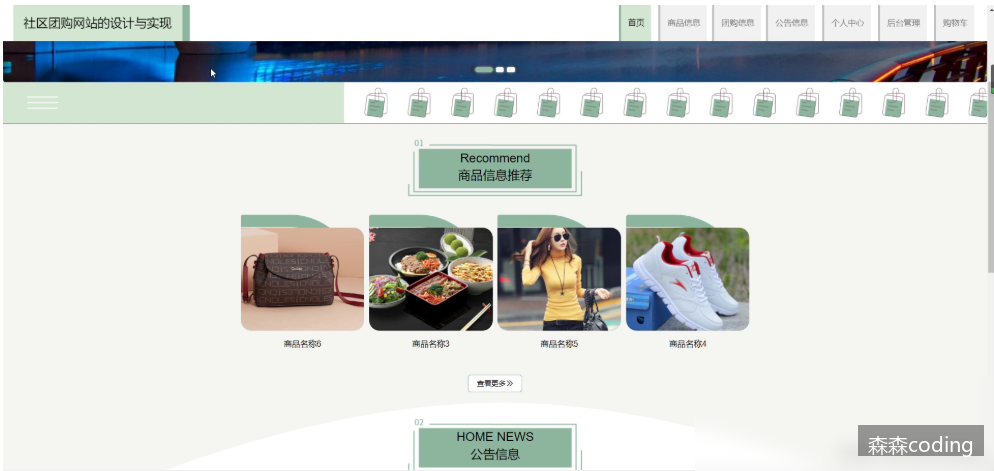 社区团购网站的设计与实现
首页
商品信息
团购信息
公告信息
个人中心
后台管理
购物车
01
Recommend
商品信息推荐
商品名称6
商品名称3
商品名称5
商品名称4
查看更多
02
HOME NEWS
公告信息
森森coding